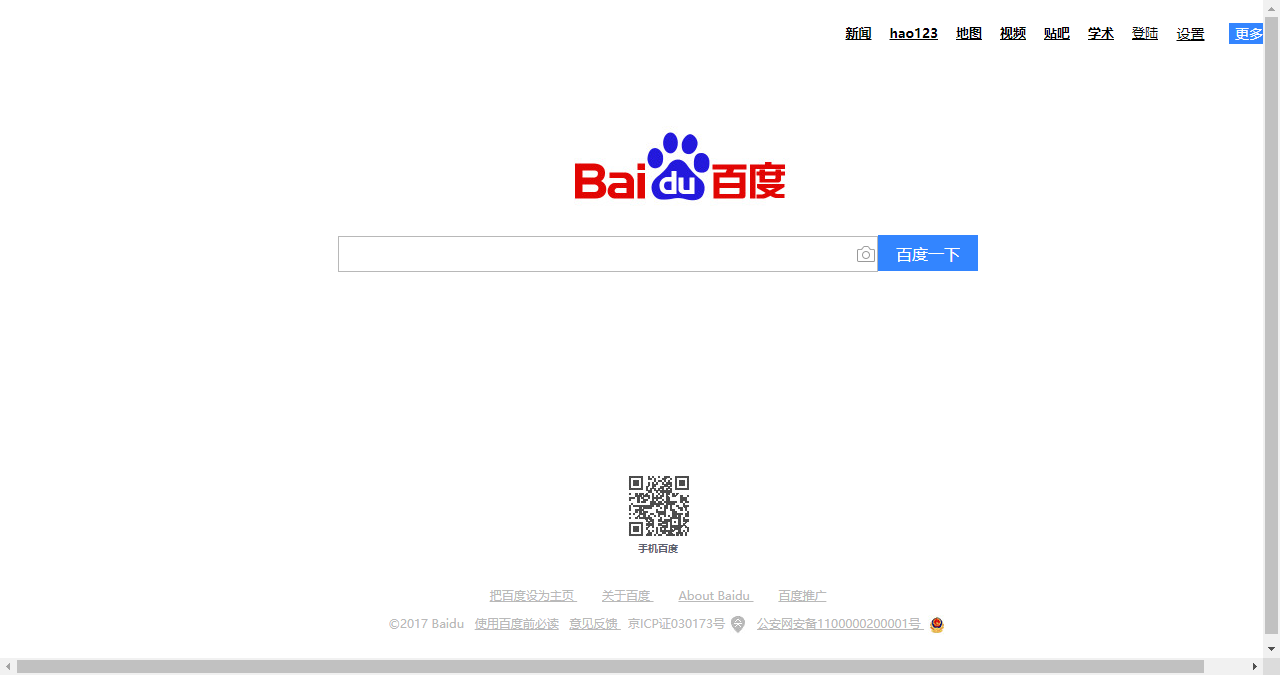 新闻 hao123 地图 视频 贴吧 学术 登陆 设置 更多
Bai du 百度
百度一下
手机百度
把百度设为主页 关于百度 About Baidu 百度推广
©2017 Baidu 使用百度前必读 意见反馈 京ICP证030173号 公安网安备1100000200001号